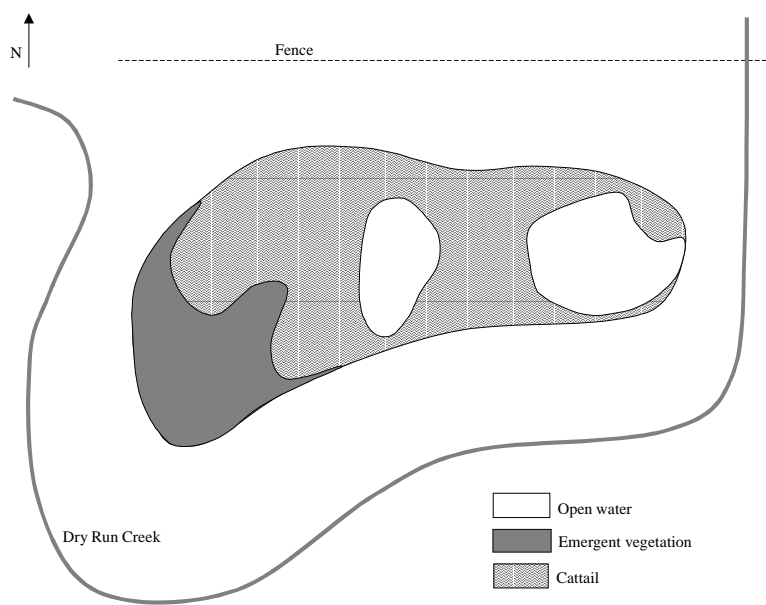 N
Fence
Dry Run Creek
Open water
Emergent vegetation
Cattail